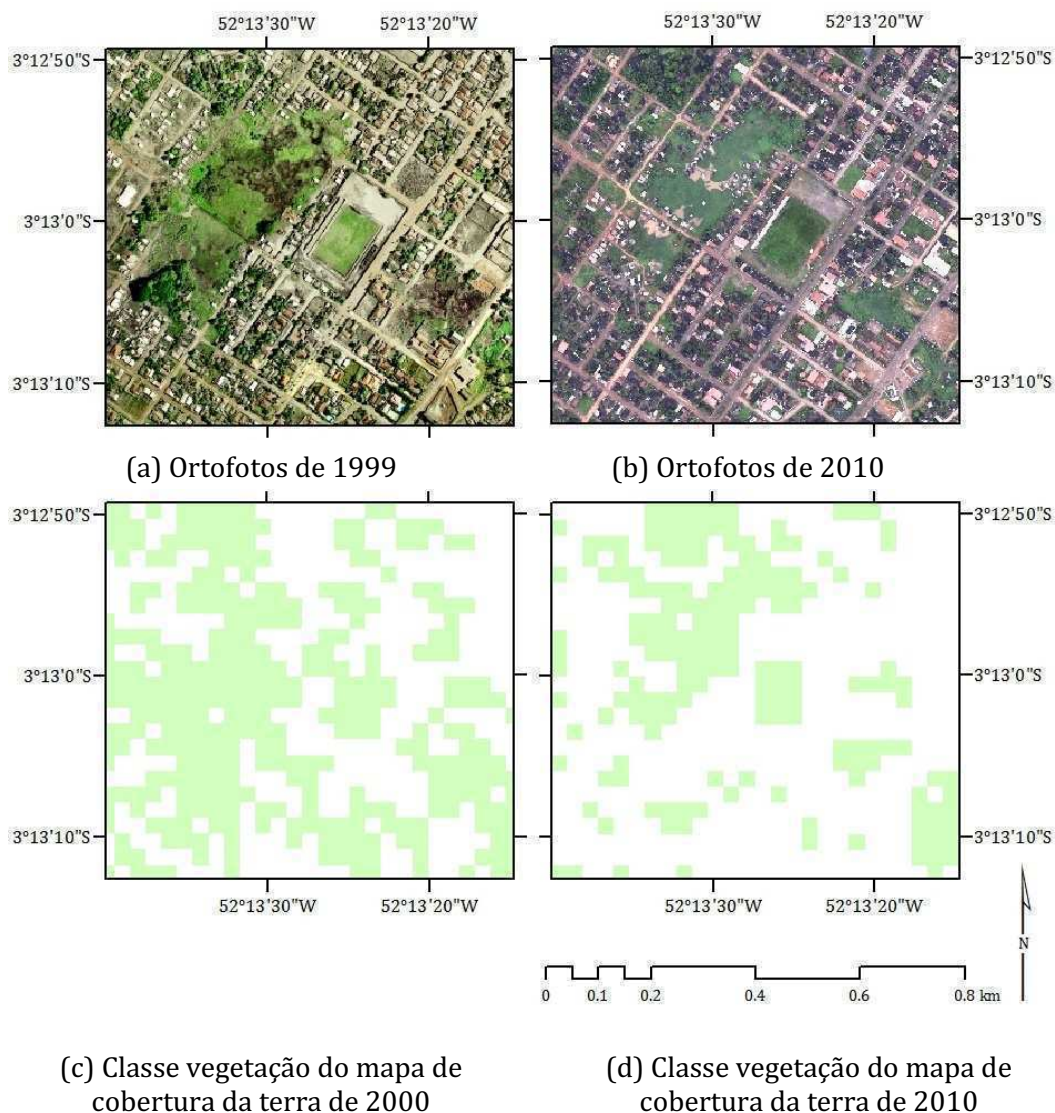 52°13'30"W 52°13'20"W 52°13'30"W 52°13'20"W
3°12'50"S 3°12'50"S
3°13'0"S 3°13'0"S
3°13'10"S 3°13'10"S
(a) Ortofotos de 1999 (b) Ortofotos de 2010
3°12'50"S 3°12'50"S
3°13'0"S 3°13'0"S
3°13'10"S 3°13'10"S
52°13'30"W 52°13'20"W 52°13'30"W 52°13'20"W
N
0 0.1 0.2 0.4 0.6 0.8 km
(c) Classe vegetação do mapa de
cobertura da terra de 2000
(d) Classe vegetação do mapa de
cobertura da terra de 2010